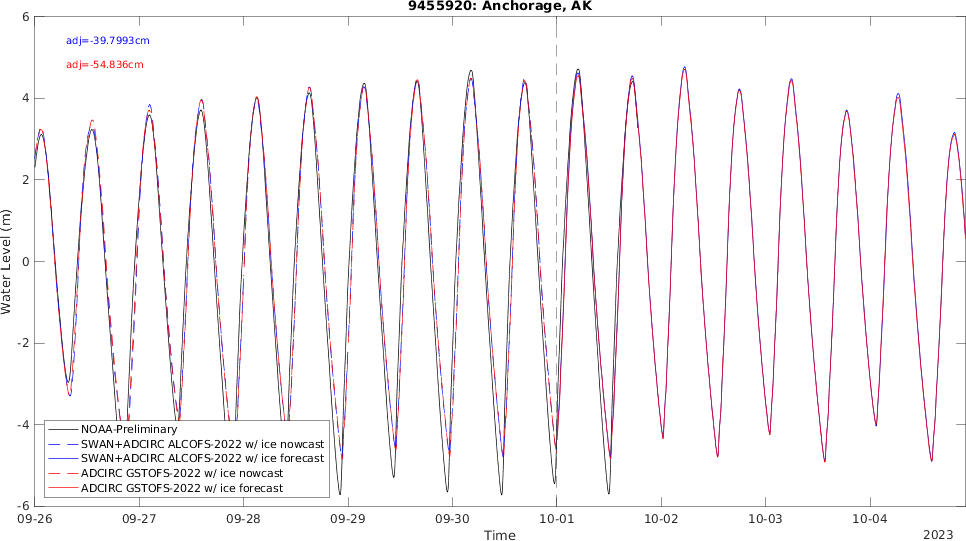 9455920: Anchorage, AK
adj=-39.7993cm
adj=-54.836cm
6
4
2
0
-2
-4
-6
Water Level (m)
NOAA-Preliminary
SWAN+ADCIRC ALCOFS-2022 w/ ice nowcast
SWAN+ADCIRC ALCOFS-2022 w/ ice forecast
ADCIRC GSTOFS-2022 w/ ice nowcast
ADCIRC GSTOFS-2022 w/ ice forecast
09-26 09-27 09-28 09-29 09-30 10-01 10-02 10-03 10-04
Time
2023